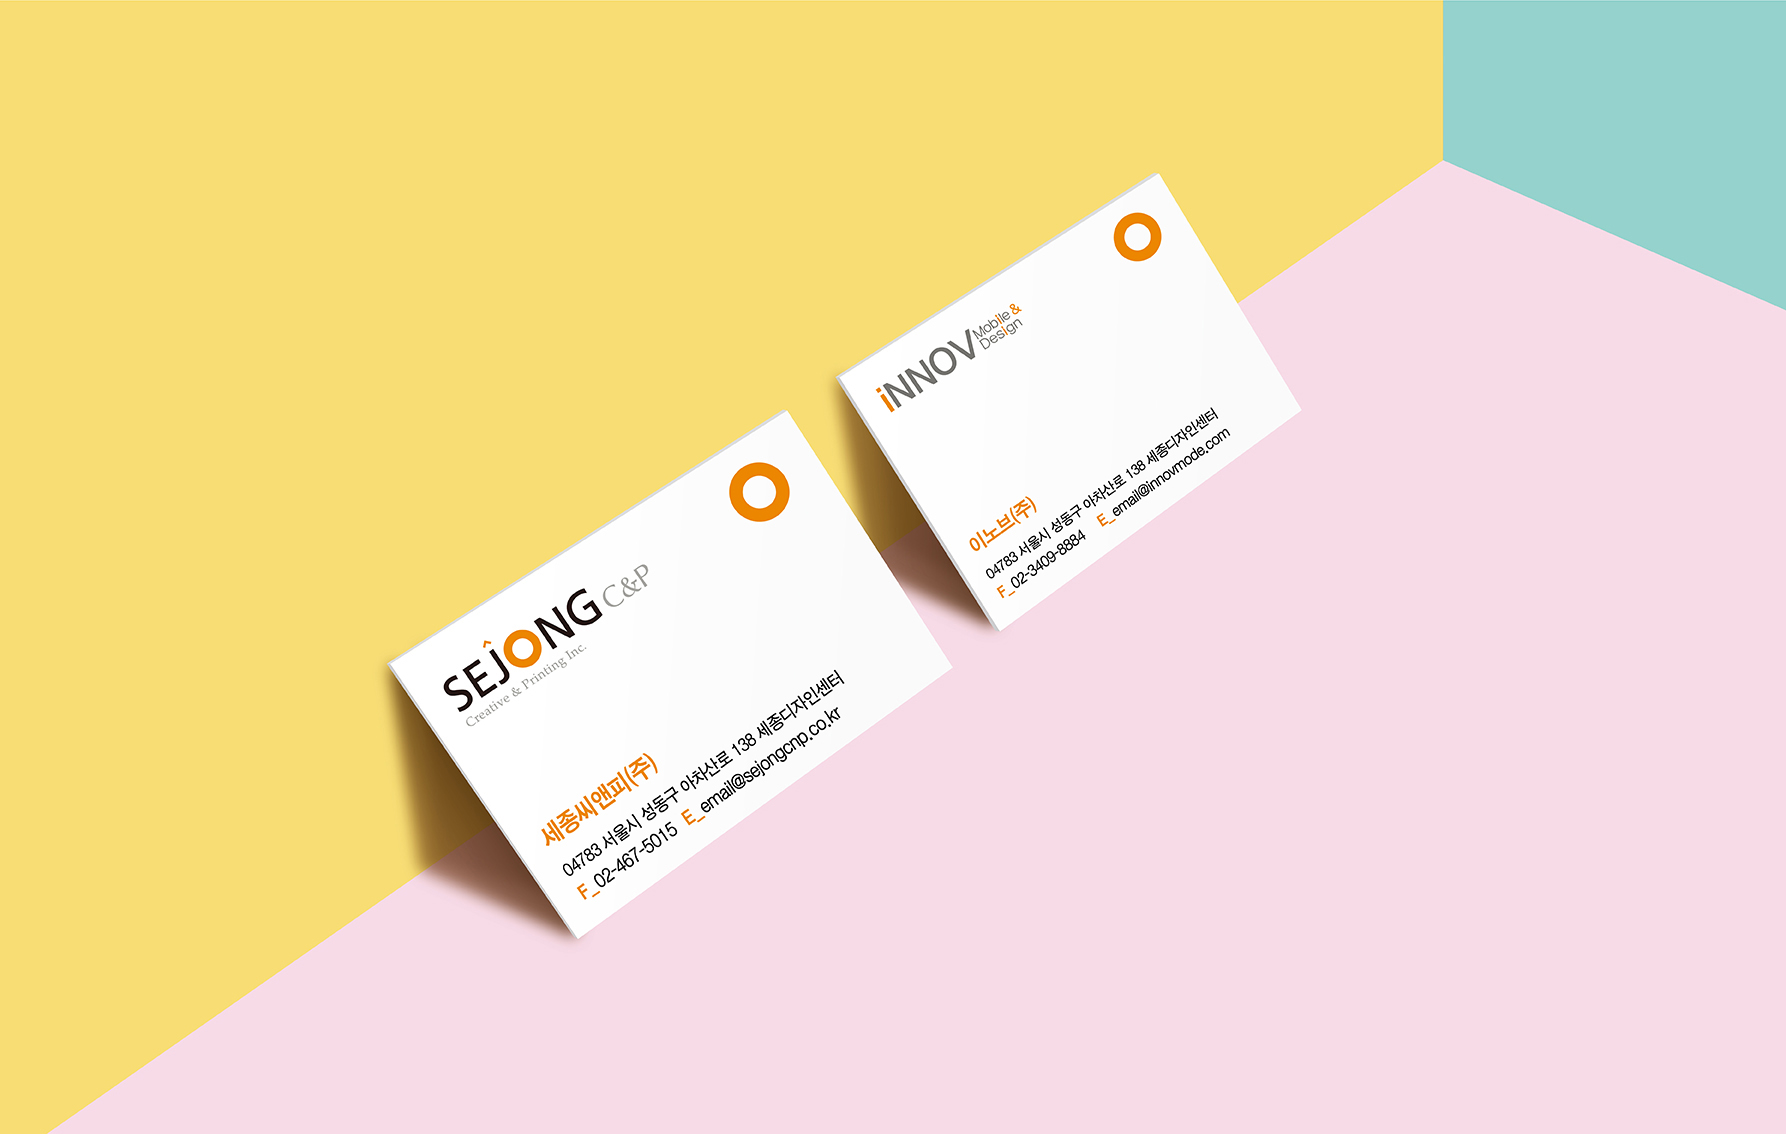 SEJONG C&P
Creative & Printing Inc.
세종씨앤피(주)
04783 서울시 성동구 아차산로 138 세종디자인센터
F_02-467-5015 E_email@sejongcnp.co.kr
iNNOV Mobile &
Design
이노브(주)
04783 서울시 성동구 아차산로 138 세종디자인센터
F_02-3409-8884 E_email@innovmode.com